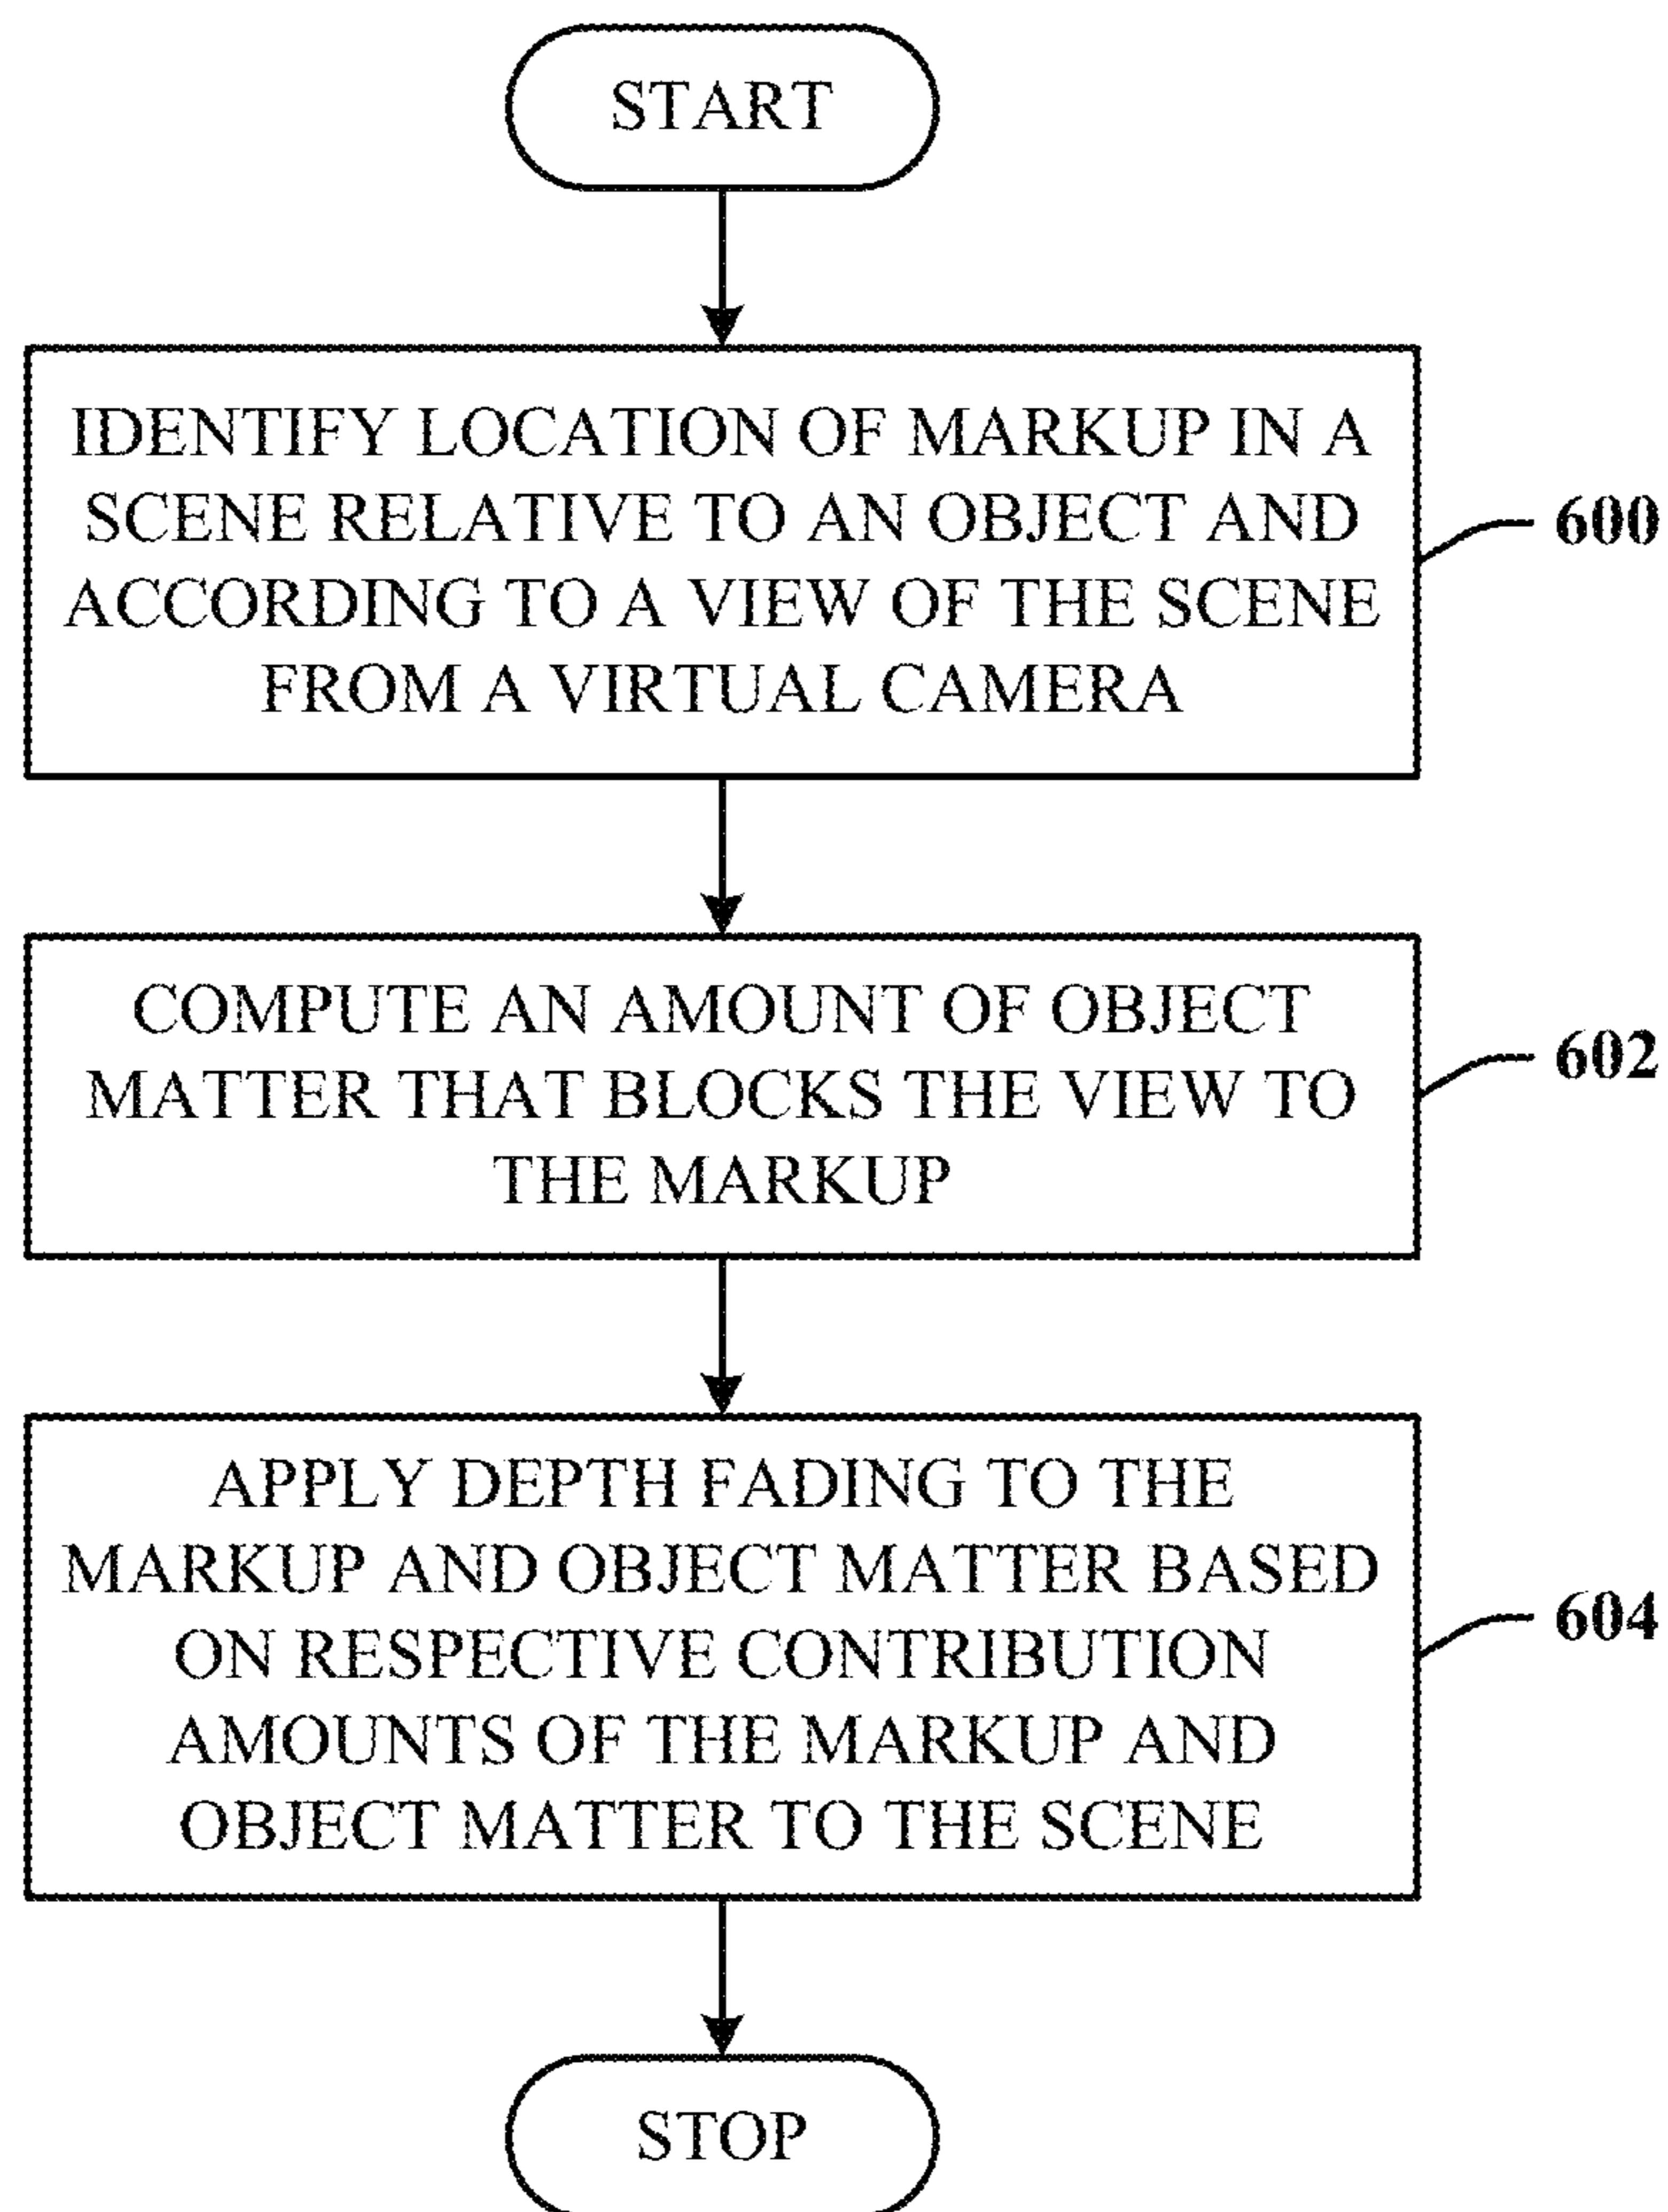 START
IDENTIFY LOCATION OF MARKUP IN A
SCENE RELATIVE TO AN OBJECT AND
ACCORDING TO A VIEW OF THE SCENE
FROM A VIRTUAL CAMERA
600
COMPUTE AN AMOUNT OF OBJECT
MATTER THAT BLOCKS THE VIEW TO
THE MARKUP
602
APPLY DEPTH FADING TO THE
MARKUP AND OBJECT MATTER BASED
ON RESPECTIVE CONTRIBUTION
AMOUNTS OF THE MARKUP AND
OBJECT MATTER TO THE SCENE
604
STOP